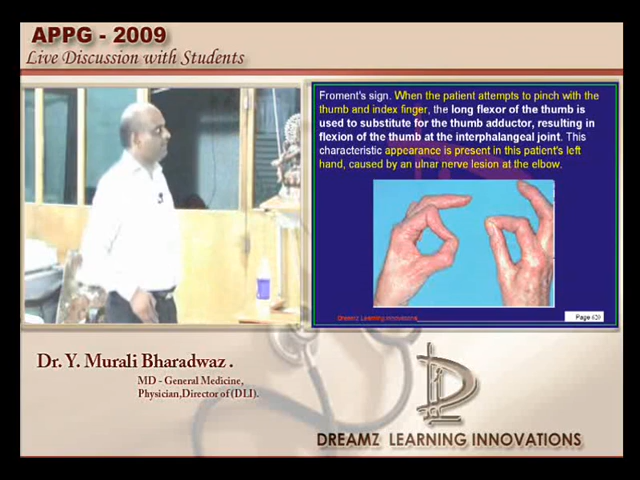 APPG - 2009
Live Discussion with Students
Froment's sign. When the patient attempts to pinch with the
thumb and index finger, the long flexor of the thumb is
used to substitute for the thumb adductor, resulting in
flexion of the thumb at the interphalangeal joint. This
characteristic appearance is present in this patient's left
hand, caused by an ulnar nerve lesion at the elbow.
Dreamz Learning Innovations
Dr. Y. Murali Bharadwaz .
MD - General Medicine,
Physician,Director of (DLI).
DREAMZ LEARNING INNOVATIONS